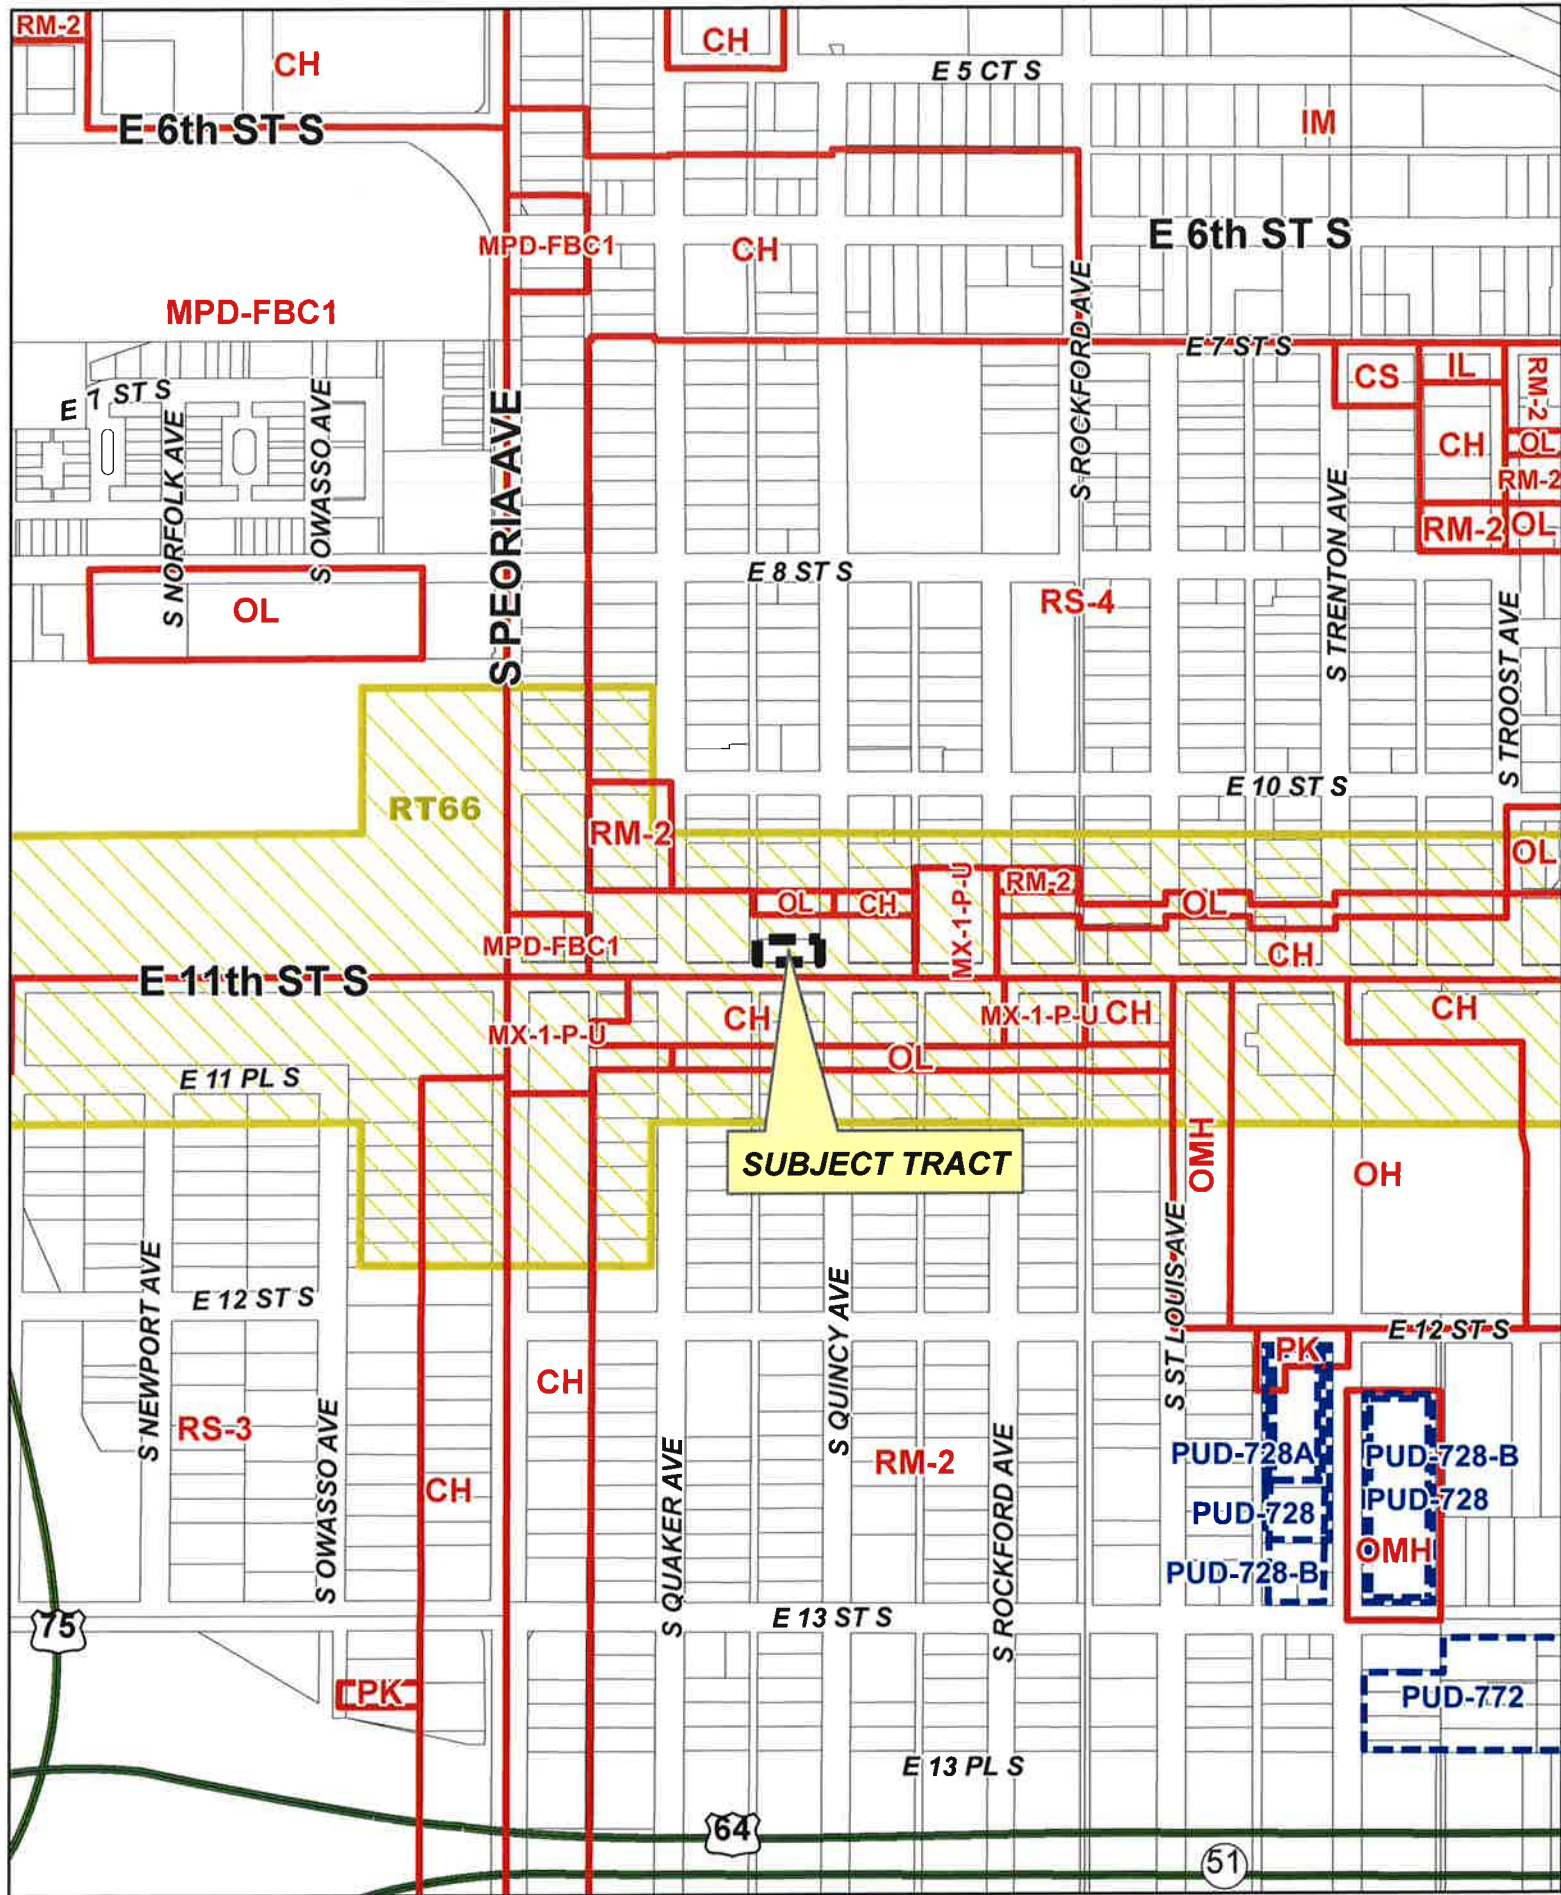 RM-2
CH
CH
E 5 CT S
IM
E 6th ST S
MPD-FBC1
CH
E 6th ST S
MPD-FBC1
S ROCKFORD AVE
E 7 ST S
E 7 ST S
CS
IL
RM-2
CH
OL
RM-2
RM-2
OL
S NORFOLK AVE
S OWASSO AVE
S PEORIA AVE
S TRENTON AVE
E 8 ST S
RS-4
OL
S TROOST AVE
E 10 ST S
RT66
RM-2
OL
OL
CH
MX-1-P-U
RM-2
OL
MPD-FBC1
CH
E 11th ST S
MX-1-P-U
CH
MX-1-P-U
CH
CH
OL
E 11 PL S
SUBJECT TRACT
OMH
OH
S NEWPORT AVE
E 12 ST S
S QUINCY AVE
S ST LOUIS AVE
E 12 ST S
PK
CH
RS-3
S OWASSO AVE
CH
S QUAKER AVE
RM-2
S ROCKFORD AVE
PUD-728A
PUD-728-B
PUD-728
PUD-728
OMH
PUD-728-B
75
E 13 ST S
PK
PUD-772
E 13 PL S
64
51